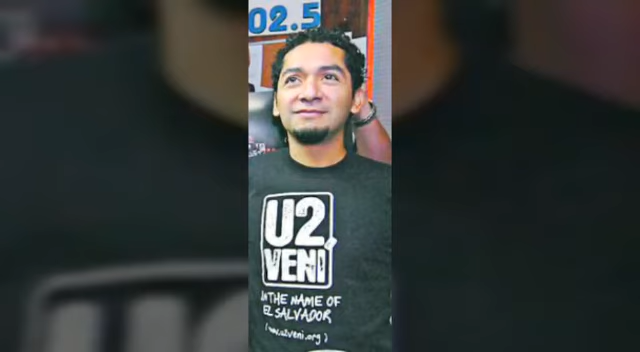 02.5
U2,
VENI
IN THE NAME OF
EL SALVADOR
(www.u2veni.org)